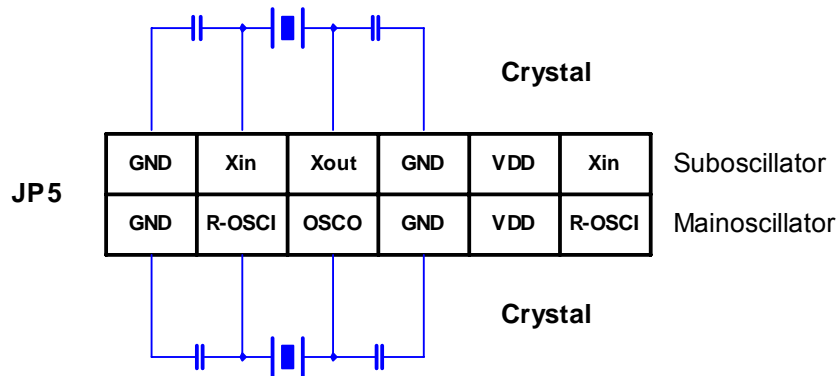 Crystal
GND Xin Xout GND VDD Xin Suboscillator
JP5
GND R-OSCI OSCO GND VDD R-OSCI Mainoscillator
Crystal